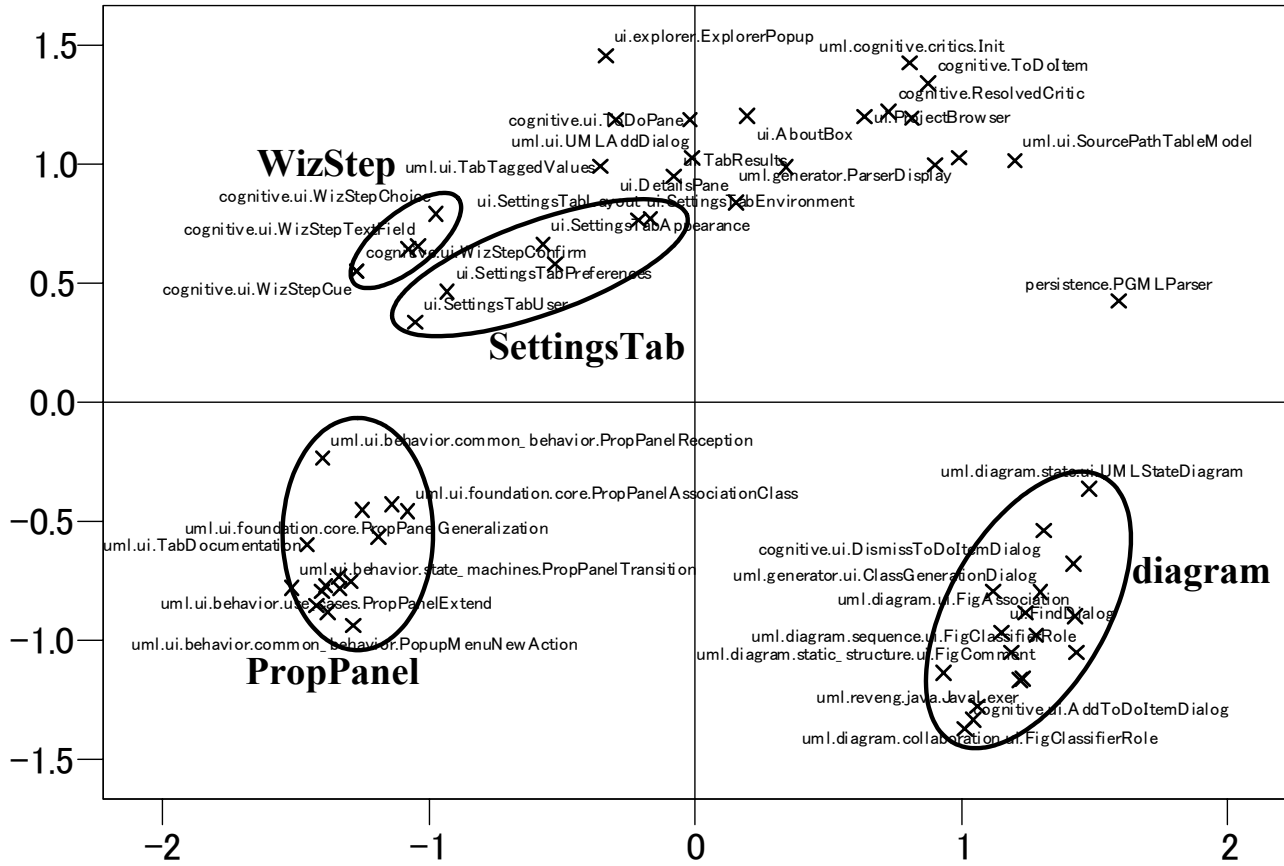 1.5
ui.explorer.ExplorerPopup
uml.cognitive.critics.Init
cognitive.ToDoItem
cognitive.ResolvedCritic
cognitive.ui.ToDoPane
ui.ProjectBrowser
ui.AboutBox
uml.ui.UMLAddDialog
uml.ui.SourcePathTableModel
1.0
WizStep
uml.ui.TabTaggedValues
ui.TabResults
uml.generator.ParserDisplay
ui.DetailsPane
cognitive.ui.WizStepChoice
ui.SettingsTabLayout
ui.SettingsTabEnvironment
cognitive.ui.WizStepTextField
ui.SettingsTabAppearance
cognitive.ui.WizStepConfirm
ui.SettingsTabPreferences
cognitive.ui.WizStepCue
persistence.PGMLParser
0.5
ui.SettingsTabUser
SettingsTab
0.0
uml.ui.behavior.common_behavior.PropPanelReception
uml.diagram.state.ui.UMLStateDiagram
uml.ui.foundation.core.PropPanelAssociationClass
-0.5
uml.ui.foundation.core.PropPanelGeneralization
uml.ui.TabDocumentation
cognitive.ui.DismissToDoItemDialog
uml.ui.behavior.state_machines.PropPanelTransition
uml.generator.ui.ClassGenerationDialog
diagram
uml.ui.behavior.use_cases.PropPanelExtend
uml.diagram.ui.FigAssociation
ui.FindDialog
-1.0
uml.ui.behavior.common_behavior.PopupMenuNewAction
uml.diagram.sequence.ui.FigClassifierRole
uml.diagram.static_structure.ui.FigComment
PropPanel
uml.reveng.java.JavaLexer
cognitive.ui.AddToDoItemDialog
uml.diagram.collaboration.ui.FigClassifierRole
-1.5
-2
-1
0
1
2